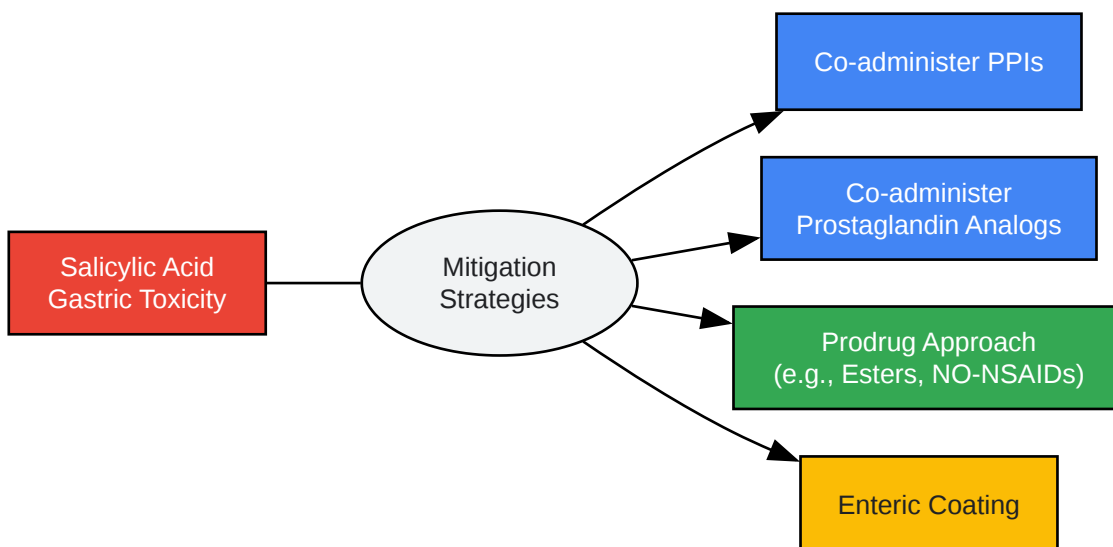 Salicylic Acid
Gastric Toxicity
Mitigation
Strategies
Co-administer PPIs
Co-administer
Prostaglandin Analogs
Prodrug Approach
(e.g., Esters, NO-NSAIDs)
Enteric Coating